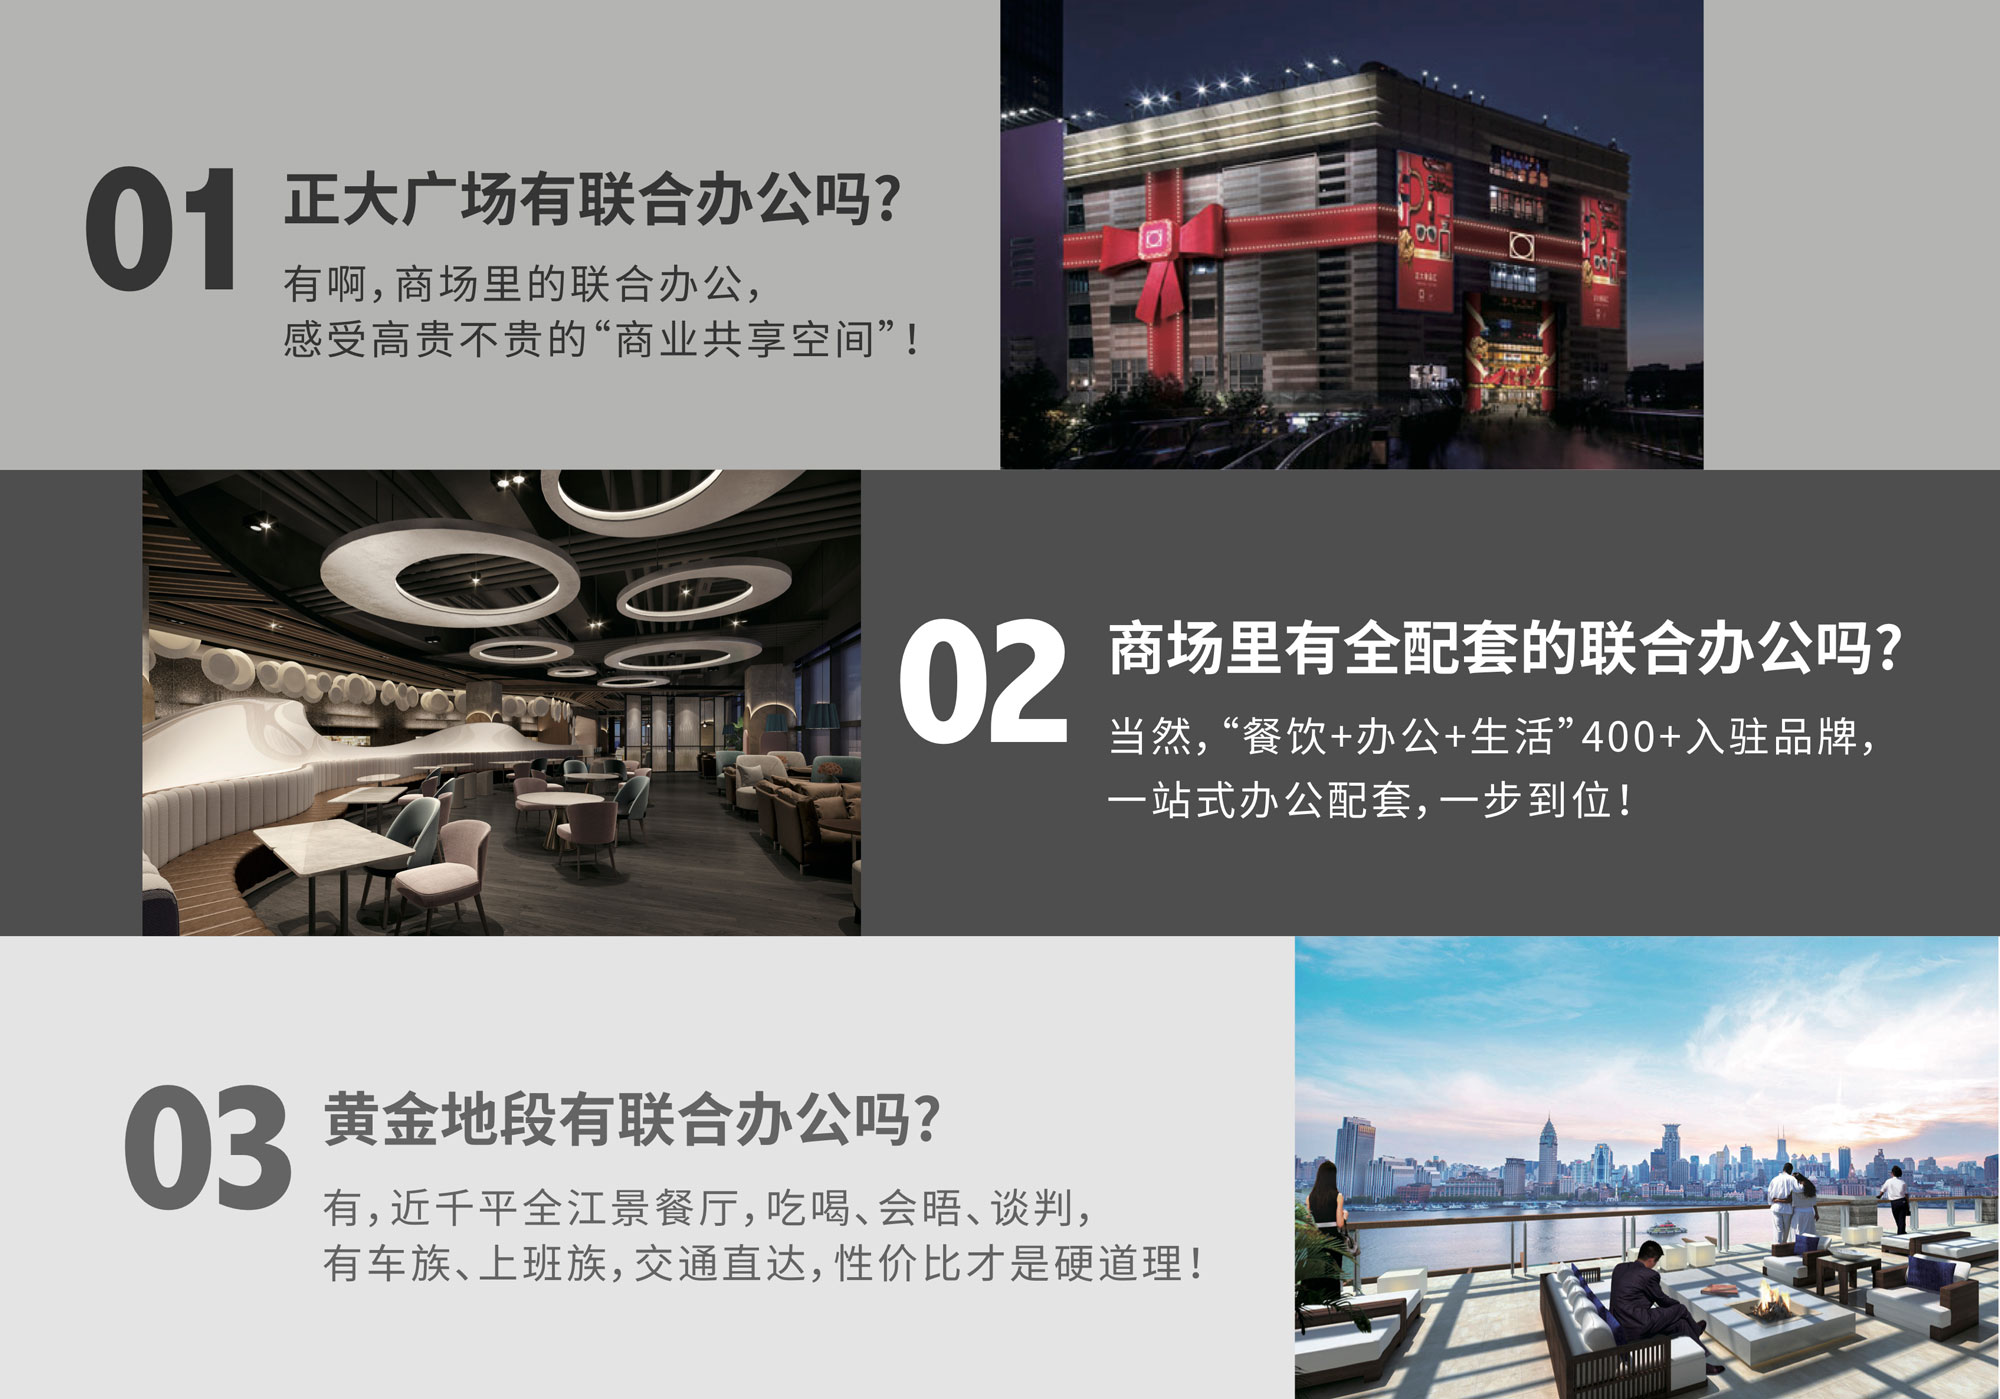 01
正大广场有联合办公吗?
有啊,商场里的联合办公,
感受高贵不贵的“商业共享空间”!
02
商场里有全配套的联合办公吗?
当然,“餐饮+办公+生活”400+入驻品牌,
一站式办公配套,一步到位!
03
黄金地段有联合办公吗?
有,近千平全江景餐厅,吃喝、会晤、谈判,
有车族、上班族,交通直达,性价比才是硬道理!